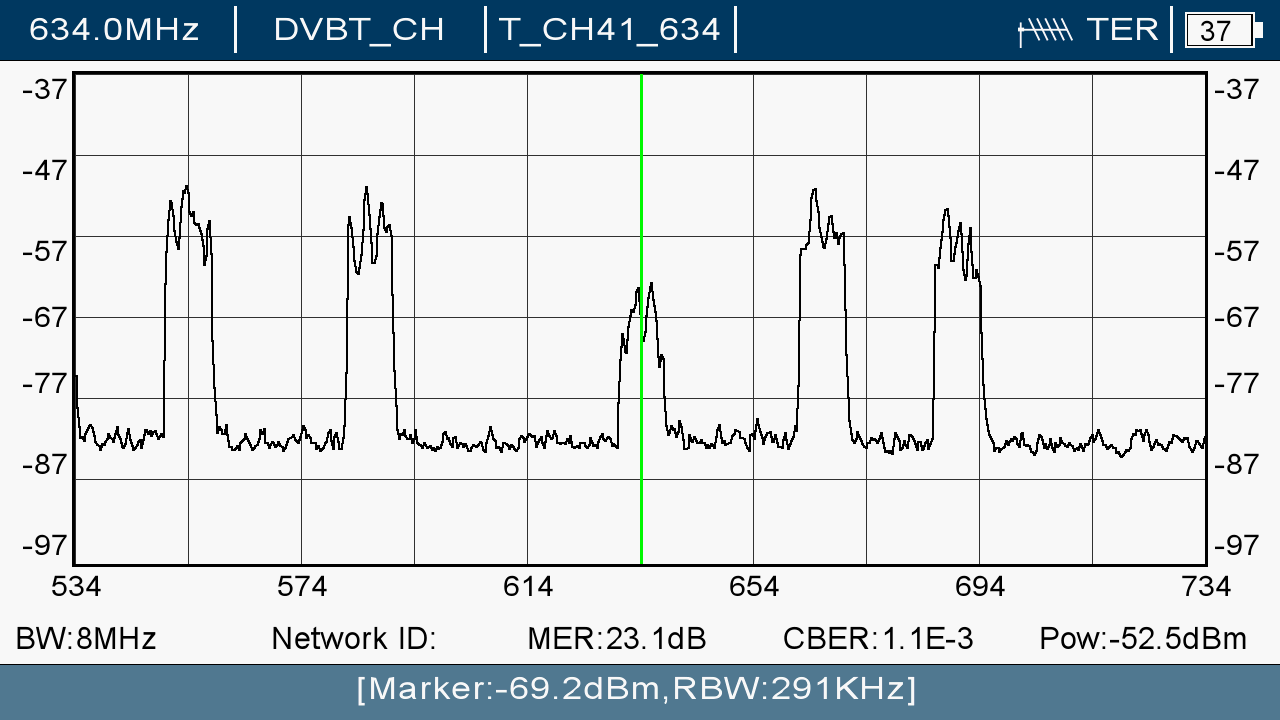 634.0MHz DVBT_CH T_CH41_634 TER 37
-37 -37
-47 -47
-57 -57
-67 -67
-77 -77
-87 -87
-97 -97
534 574 614 654 694 734
BW:8MHz Network ID: MER:23.1dB CBER:1.1E-3 Pow:-52.5dBm
[Marker:-69.2dBm,RBW:291KHz]